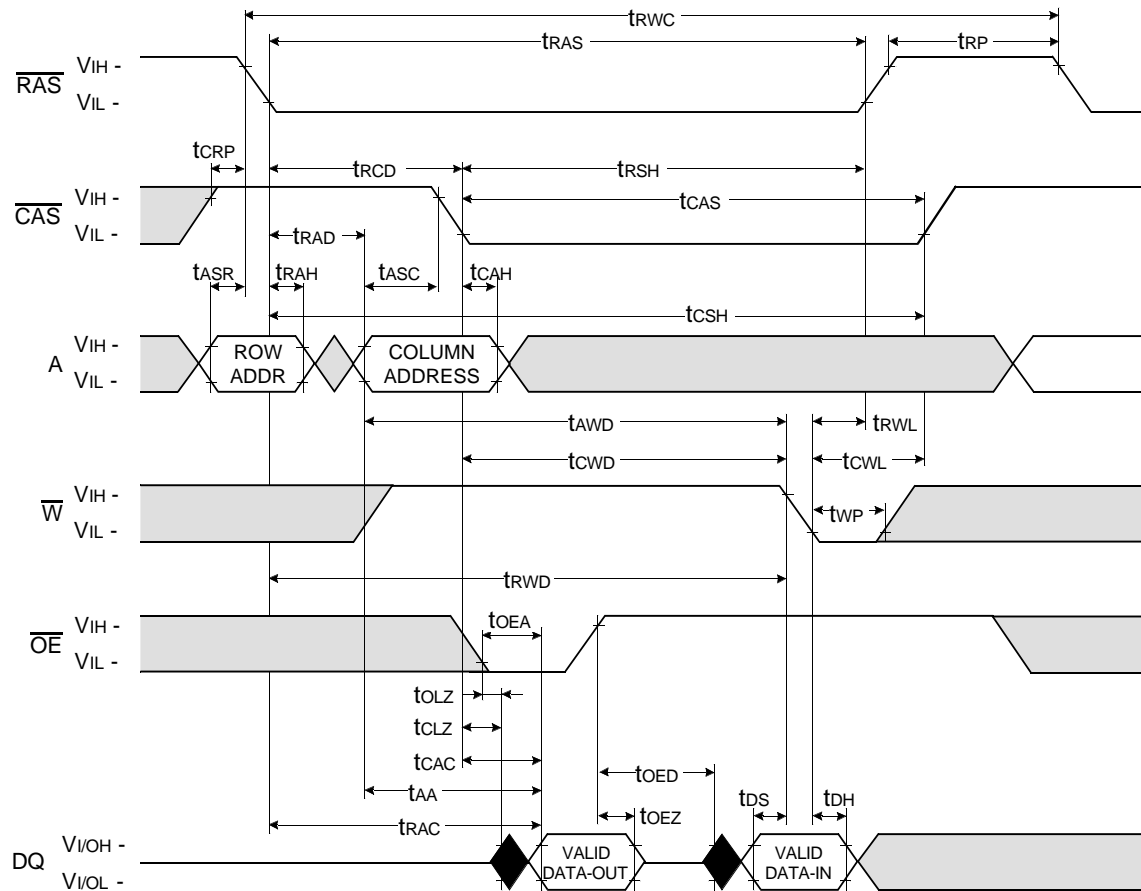 tRWC
tRAS
tRP
RAS
VIH -
VIL -
tCRP
tRCD
tRSH
CAS
VIH -
VIL -
tCAS
tRAD
tASR
tRAH
tASC
tCAH
tCSH
A
VIH -
VIL -
ROW
ADDR
COLUMN
ADDRESS
tAWD
tRWL
tCWD
tCWL
W
VIH -
VIL -
tWP
tRWD
OE
VIH -
VIL -
tOEA
tOLZ
tCLZ
tCAC
tOED
tAA
tOEZ
tDS
tDH
tRAC
DQ
VI/OH -
VI/OL -
VALID
DATA-OUT
VALID
DATA-IN